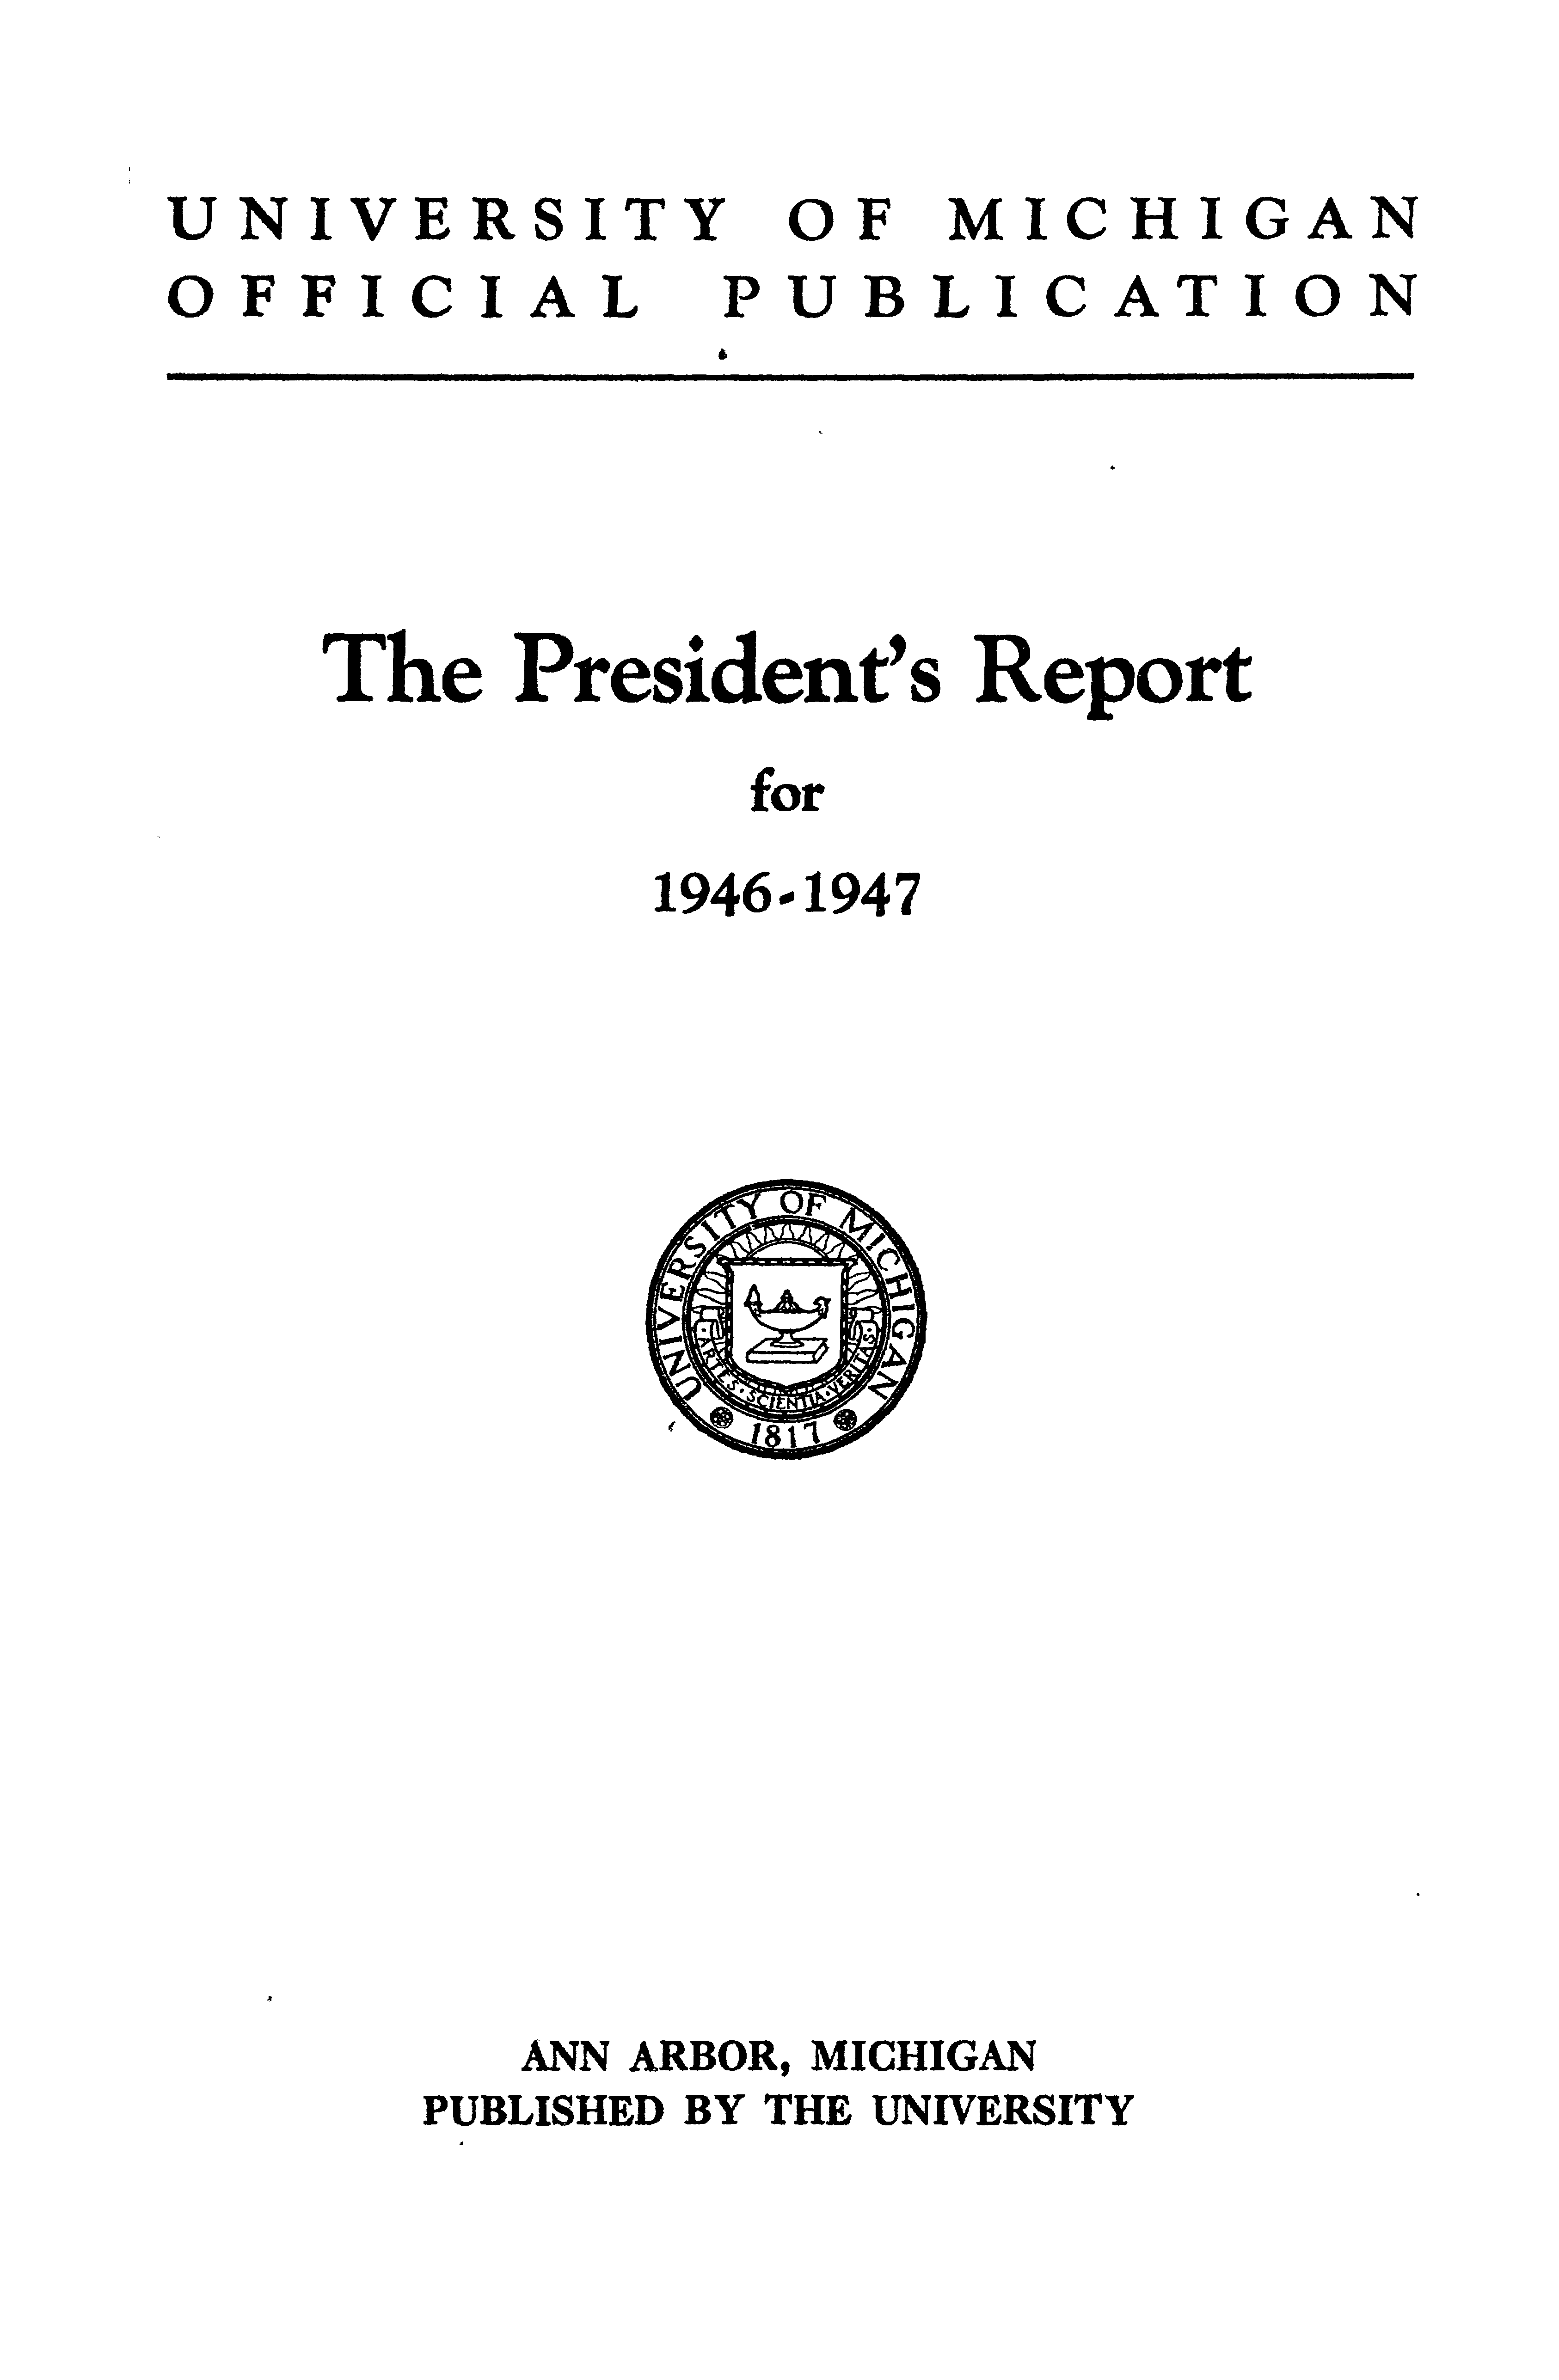 UNIVERSITY OF MICHIGAN
OFFICIAL PUBLICATION
The President's Report
for
1946-1947
UNIVERSITY OF MICHIGAN
ARTES · SCIENTIA · VERITAS
1817
ANN ARBOR, MICHIGAN
PUBLISHED BY THE UNIVERSITY